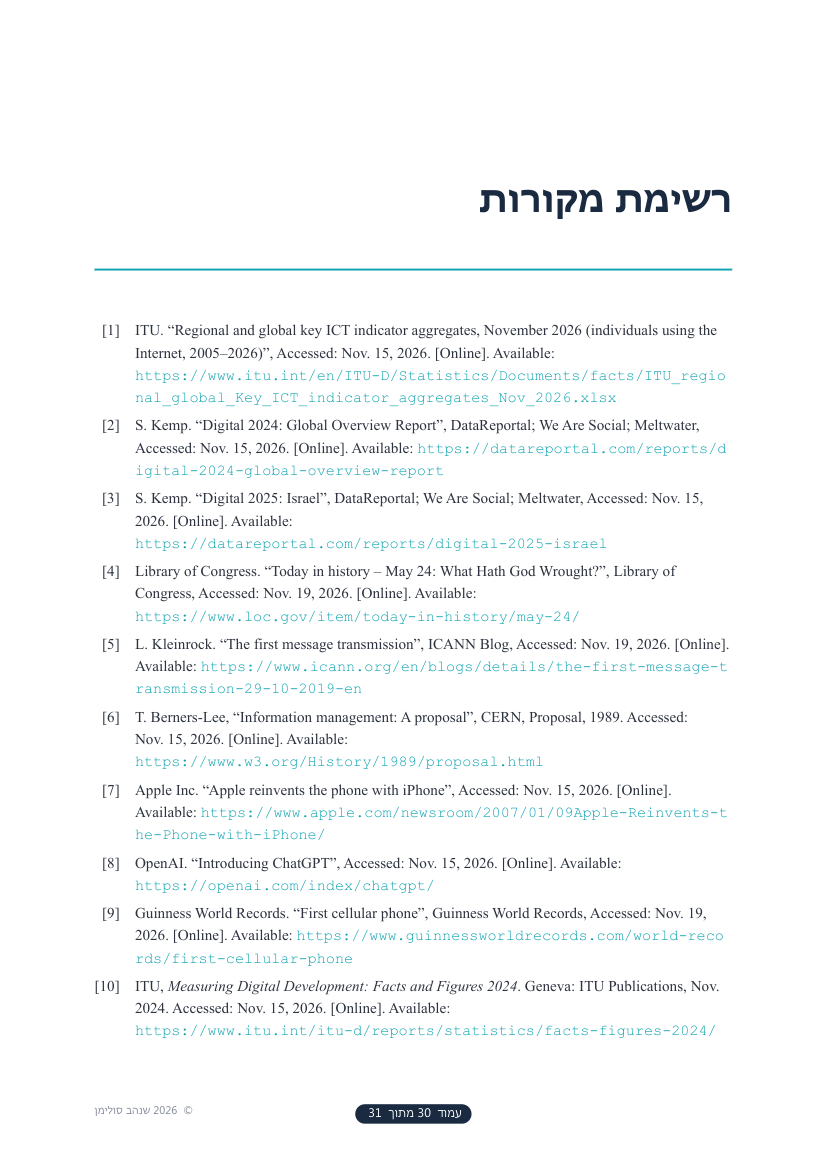 רשימת מקורות
[1] ITU. “Regional and global key ICT indicator aggregates, November 2026 (individuals using the
Internet, 2005–2026)”, Accessed: Nov. 15, 2026. [Online]. Available:
https://www.itu.int/en/ITU-D/Statistics/Documents/facts/ITU_regio
nal_global_Key_ICT_indicator_aggregates_Nov_2026.xlsx
[2] S. Kemp. “Digital 2024: Global Overview Report”, DataReportal; We Are Social; Meltwater,
Accessed: Nov. 15, 2026. [Online]. Available: https://datareportal.com/reports/d
igital-2024-global-overview-report
[3] S. Kemp. “Digital 2025: Israel”, DataReportal; We Are Social; Meltwater, Accessed: Nov. 15,
2026. [Online]. Available:
https://datareportal.com/reports/digital-2025-israel
[4] Library of Congress. “Today in history – May 24: What Hath God Wrought?”, Library of
Congress, Accessed: Nov. 19, 2026. [Online]. Available:
https://www.loc.gov/item/today-in-history/may-24/
[5] L. Kleinrock. “The first message transmission”, ICANN Blog, Accessed: Nov. 19, 2026. [Online].
Available: https://www.icann.org/en/blogs/details/the-first-message-t
ransmission-29-10-2019-en
[6] T. Berners-Lee, “Information management: A proposal”, CERN, Proposal, 1989. Accessed:
Nov. 15, 2026. [Online]. Available:
https://www.w3.org/History/1989/proposal.html
[7] Apple Inc. “Apple reinvents the phone with iPhone”, Accessed: Nov. 15, 2026. [Online].
Available: https://www.apple.com/newsroom/2007/01/09Apple-Reinvents-t
he-Phone-with-iPhone/
[8] OpenAI. “Introducing ChatGPT”, Accessed: Nov. 15, 2026. [Online]. Available:
https://openai.com/index/chatgpt/
[9] Guinness World Records. “First cellular phone”, Guinness World Records, Accessed: Nov. 19,
2026. [Online]. Available: https://www.guinnessworldrecords.com/world-reco
rds/first-cellular-phone
[10] ITU, Measuring Digital Development: Facts and Figures 2024. Geneva: ITU Publications, Nov.
2024. Accessed: Nov. 15, 2026. [Online]. Available:
https://www.itu.int/itu-d/reports/statistics/facts-figures-2024/
עמוד 30 מתוך 31
© 2026 שנהב סולימן